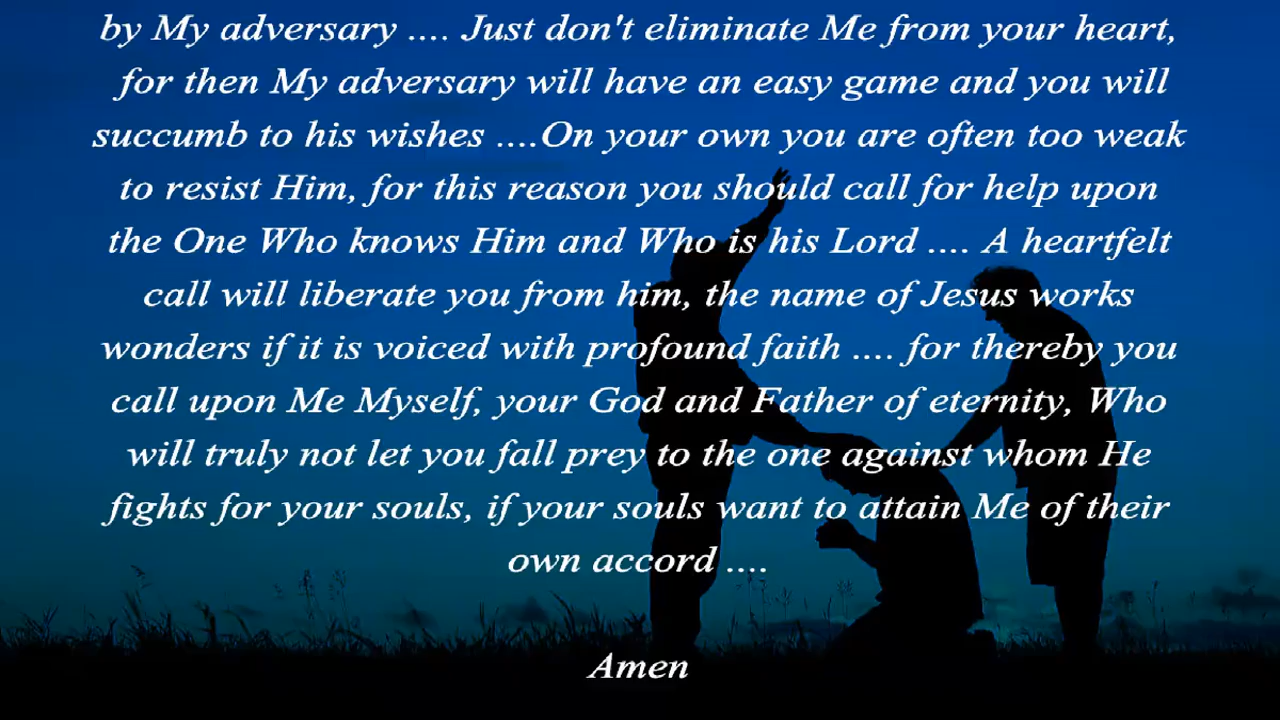 by My adversary .... Just don't eliminate Me from your heart,
for then My adversary will have an easy game and you will
succumb to his wishes ....On your own you are often too weak
to resist Him, for this reason you should call for help upon
the One Who knows Him and Who is his Lord .... A heartfelt
call will liberate you from him, the name of Jesus works
wonders if it is voiced with profound faith .... for thereby you
call upon Me Myself, your God and Father of eternity, Who
will truly not let you fall prey to the one against whom He
fights for your souls, if your souls want to attain Me of their
own accord ....
Amen